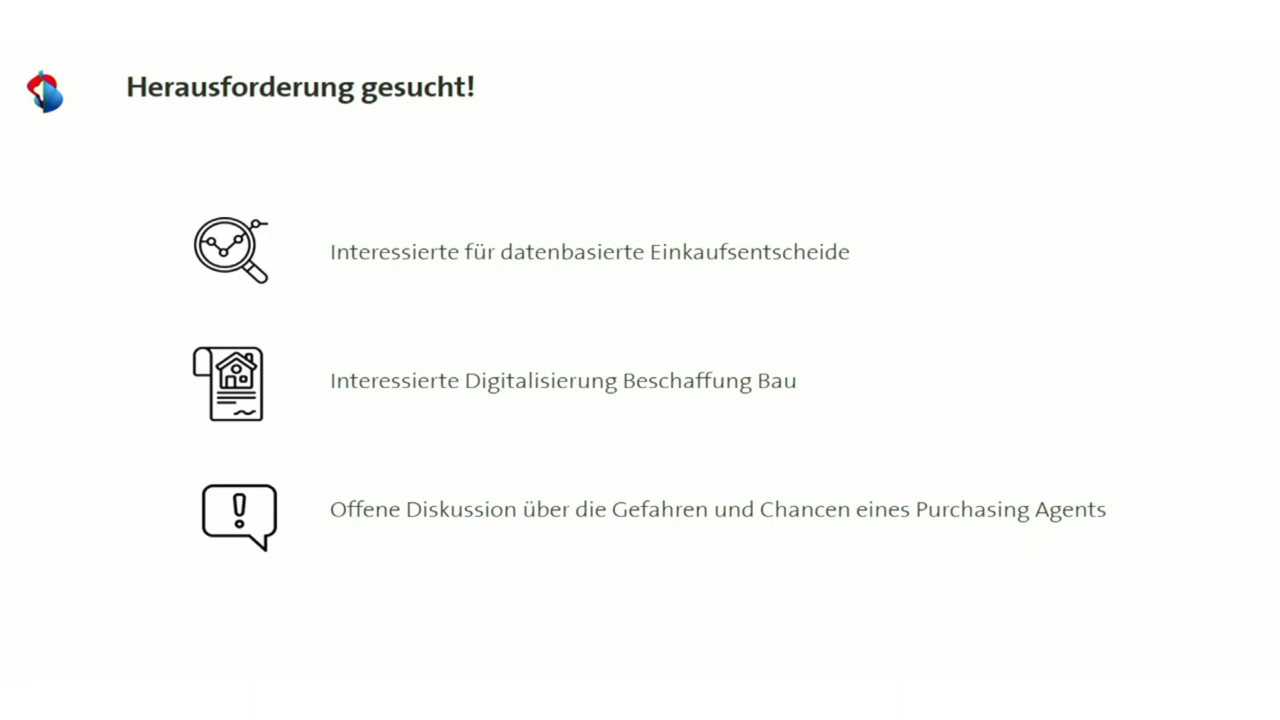 Herausforderung gesucht!
Interessierte für datenbasierte Einkaufsentscheide
Interessierte Digitalisierung Beschaffung Bau
Offene Diskussion über die Gefahren und Chancen eines Purchasing Agents